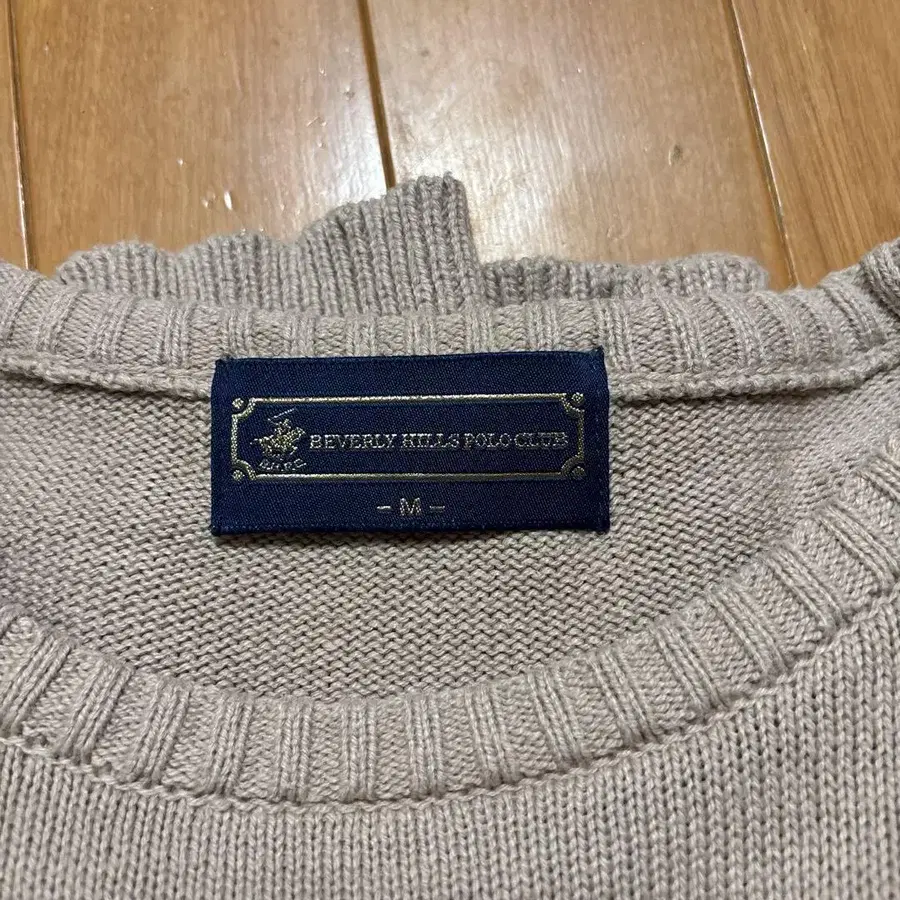 BEVERLY HILLS POLO CLUB
B.H.P.C.
- M -